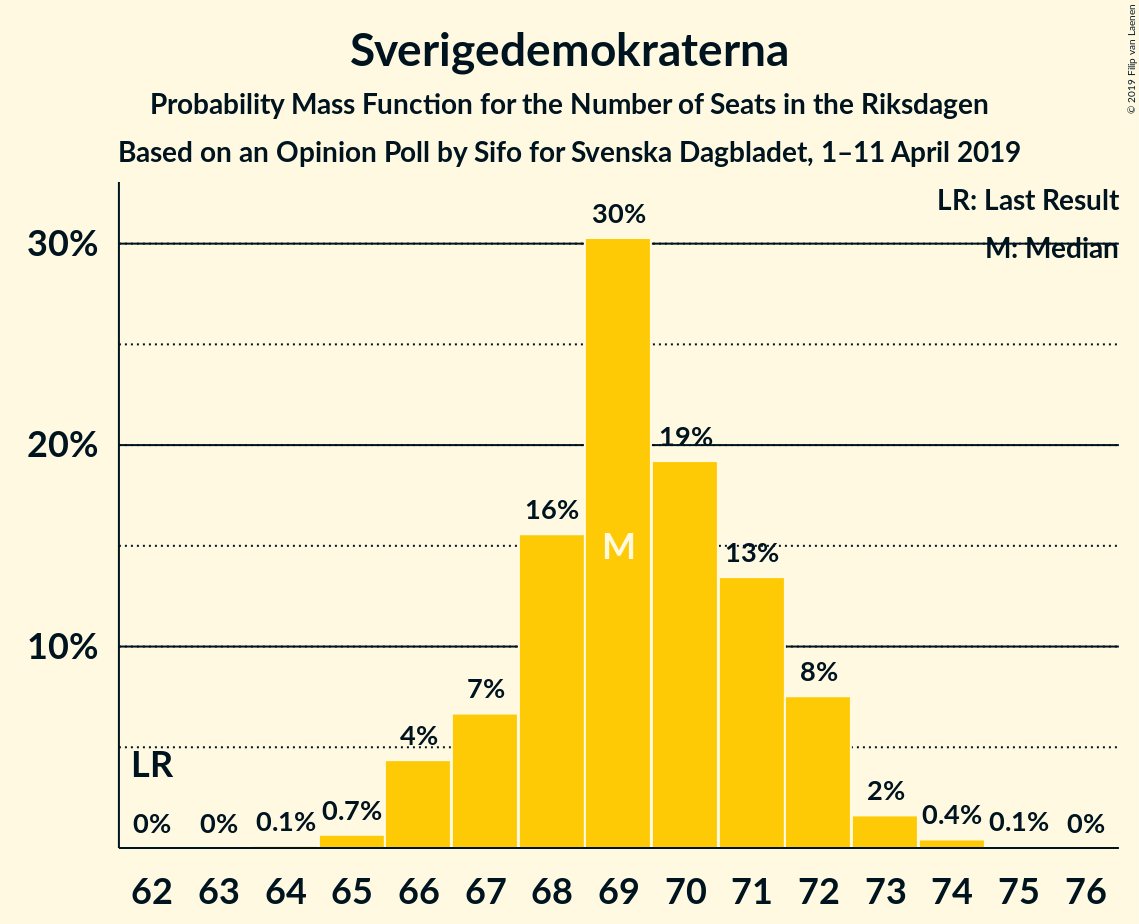 Sverigedemokraterna
Probability Mass Function for the Number of Seats in the Riksdagen
Based on an Opinion Poll by Sifo for Svenska Dagbladet, 1–11 April 2019
© 2019 Filip van Laenen
LR: Last Result
M: Median
30%
20%
10%
LR
0%
0%
0.1%
0.7%
4%
7%
16%
30%
M
19%
13%
8%
2%
0.4%
0.1%
0%
62 63 64 65 66 67 68 69 70 71 72 73 74 75 76